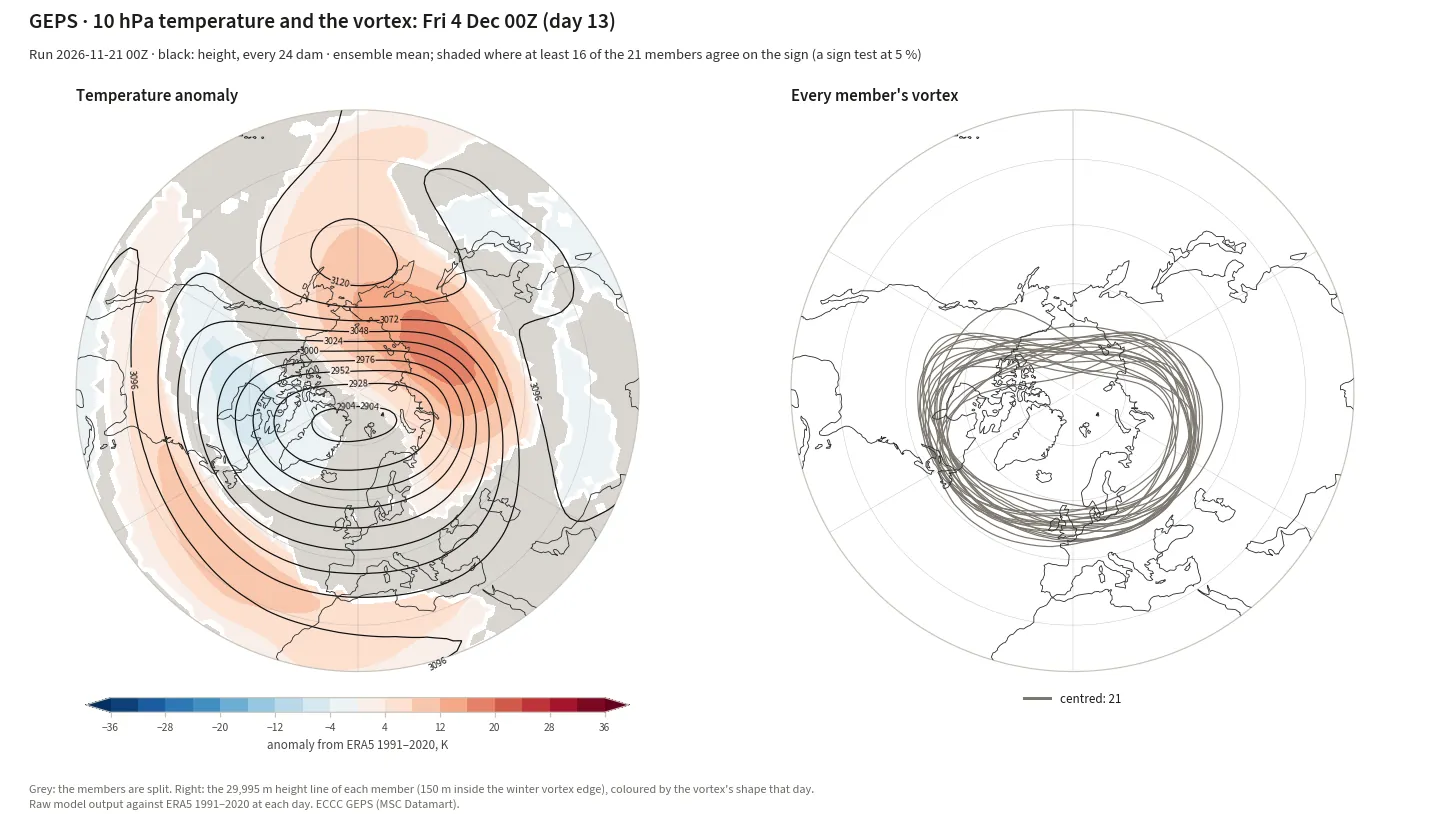 GEPS · 10 hPa temperature and the vortex: Fri 4 Dec 00Z (day 13)
Run 2026-11-21 00Z · black: height, every 24 dam · ensemble mean; shaded where at least 16 of the 21 members agree on the sign (a sign test at 5 %)
Temperature anomaly
Every member's vortex
3120
3072
3048
3024
3000
2976
2952
2928
2904
2904
3096
3096
3096
−36
−28
−20
−12
−4
4
12
20
28
36
anomaly from ERA5 1991–2020, K
centred: 21
Grey: the members are split. Right: the 29,995 m height line of each member (150 m inside the winter vortex edge), coloured by the vortex's shape that day.
Raw model output against ERA5 1991–2020 at each day. ECCC GEPS (MSC Datamart).